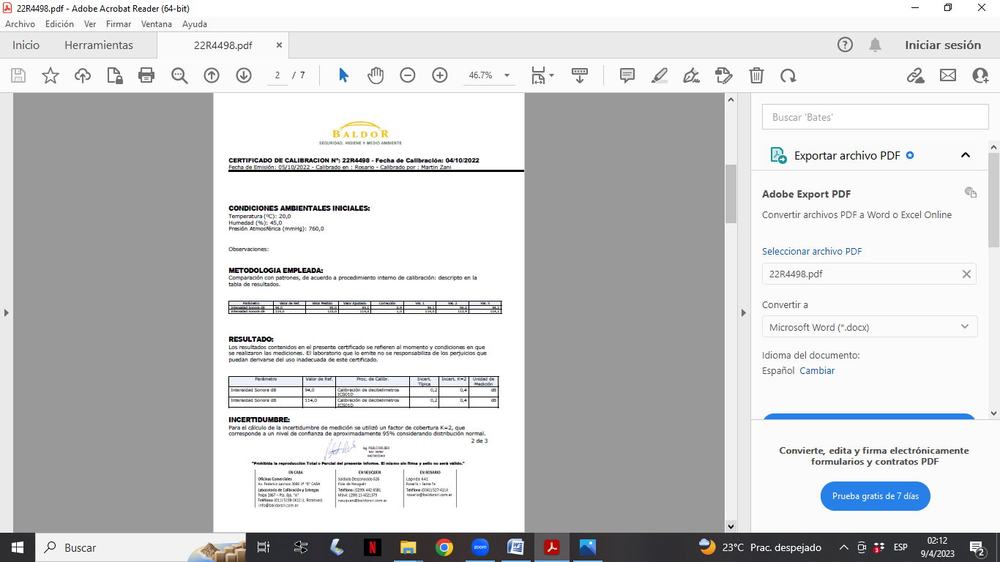 22R4498.pdf - Adobe Acrobat Reader (64-bit)
Archivo Edición Ver Firmar Ventana Ayuda
Inicio Herramientas 22R4498.pdf × Iniciar sesión
2 / 7 46.7%
BALDOR
SEGURIDAD, HIGIENE Y MEDIO AMBIENTE
CERTIFICADO DE CALIBRACION Nº: 22R4498 - Fecha de Calibración: 04/10/2022
Fecha de Emisión: 05/10/2022 - Calibrado en : Rosario - Calibrado por : Martin Zani
CONDICIONES AMBIENTALES INICIALES:
Temperatura (ºC): 20,0
Humedad (%): 45,0
Presión Atmosférica (mmHg): 760,0
Observaciones:
METODOLOGIA EMPLEADA:
Comparación con patrones, de acuerdo a procedimiento interno de calibración: descripto en la
tabla de resultados.
Parámetro Valor de Ref. Valor Medido Valor Ajustado Corrección Val. 1 Val. 2 Val. 3
Intensidad Sonora dB 94,0 95,0 94,1 0,9 94,1 94,0 94,1
Intensidad Sonora dB 114,0 115,0 114,0 1,0 114,0 113,9 114,1
RESULTADO:
Los resultados contenidos en el presente certificado se refieren al momento y condiciones en que
se realizaron las mediciones. El laboratorio que lo emite no se responsabiliza de los perjuicios que
puedan derivarse del uso inadecuada de este certificado.
Parámetro Valor de Ref. Proc. de Calibr. Incert. Típica Incert. K=2 Unidad de Medición
Intensidad Sonora dB 94,0 Calibración de decibelimetros ICS01D 0,2 0,4 dB
Intensidad Sonora dB 114,0 Calibración de decibelimetros ICS01D 0,2 0,4 dB
INCERTIDUMBRE:
Para el cálculo de la incertidumbre de medición se utilizó un factor de cobertura K=2, que
corresponde a un nivel de confianza de aproximadamente 95% considerando distribución normal.
2 de 3
Ing. PABLO DOLBER
"Prohibida la reproducción Total o Parcial del presente Informe. El mismo sin firma y sello no será válido."
EN CABA
Oficinas Comerciales
Av. Federico Lacroze 3080 1º "B" CABA
Laboratorio de Calibración y Entregas
Palpa 2867 – Pta. Bja. "A"
Teléfono: (011) 5238-2612 (L. Rotativas)
info@baldorsrl.com.ar
EN NEUQUEN
Soldado Desconocido 626
Pcia. de Neuquén
Teléfono: (0299) 442-6581
Móvil: (299) 15 4021379
neuquen@baldorsrl.com.ar
EN ROSARIO
Laprida 641
Rosario – Santa Fe
Teléfono (0341) 527-4114
rosario@baldorsrl.com.ar
Buscar 'Bates'
Exportar archivo PDF
Adobe Export PDF
Convertir archivos PDF a Word o Excel Online
Seleccionar archivo PDF
22R4498.pdf
Convertir a
Microsoft Word (*.docx)
Idioma del documento:
Español Cambiar
Convierte, edita y firma electrónicamente
formularios y contratos PDF
Prueba gratis de 7 días
Buscar
N
zoom
W
23°C Prac. despejado
3
ESP
02:12
9/4/2023
2